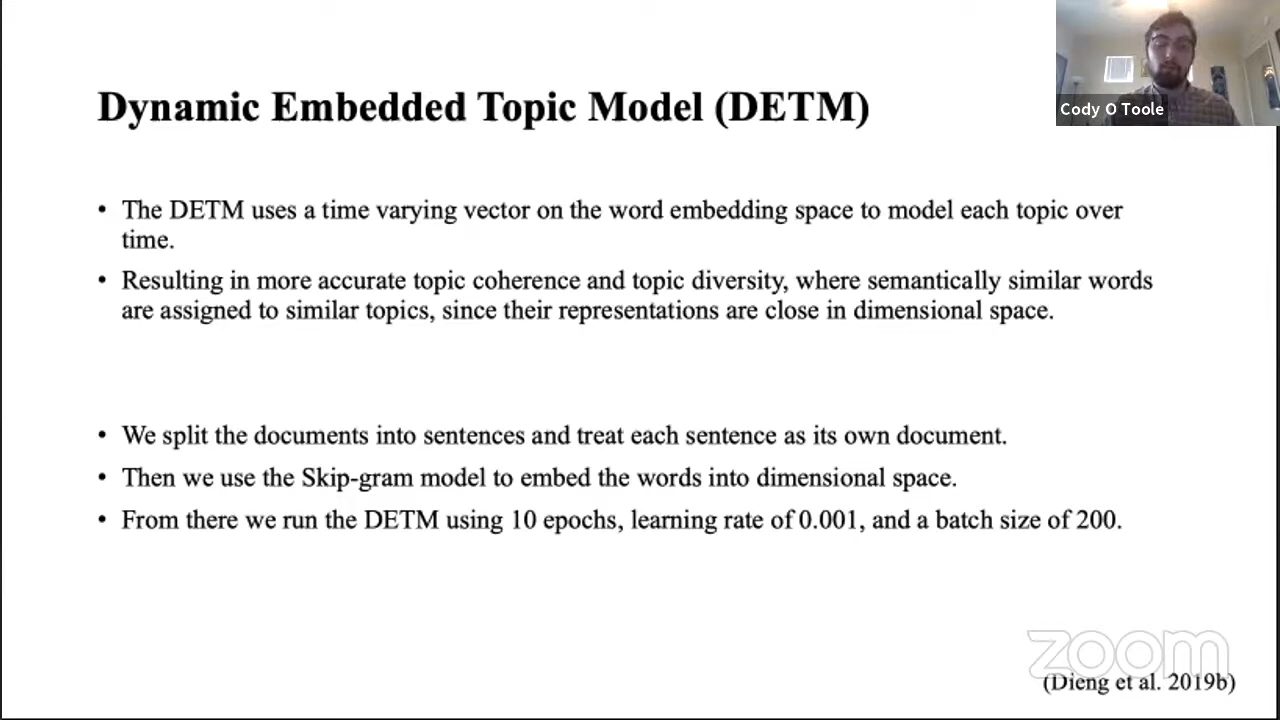 Dynamic Embedded Topic Model (DETM)
Cody O Toole
• The DETM uses a time varying vector on the word embedding space to model each topic over
time.
• Resulting in more accurate topic coherence and topic diversity, where semantically similar words
are assigned to similar topics, since their representations are close in dimensional space.
• We split the documents into sentences and treat each sentence as its own document.
• Then we use the Skip-gram model to embed the words into dimensional space.
• From there we run the DETM using 10 epochs, learning rate of 0.001, and a batch size of 200.
zoom
(Dieng et al. 2019b)